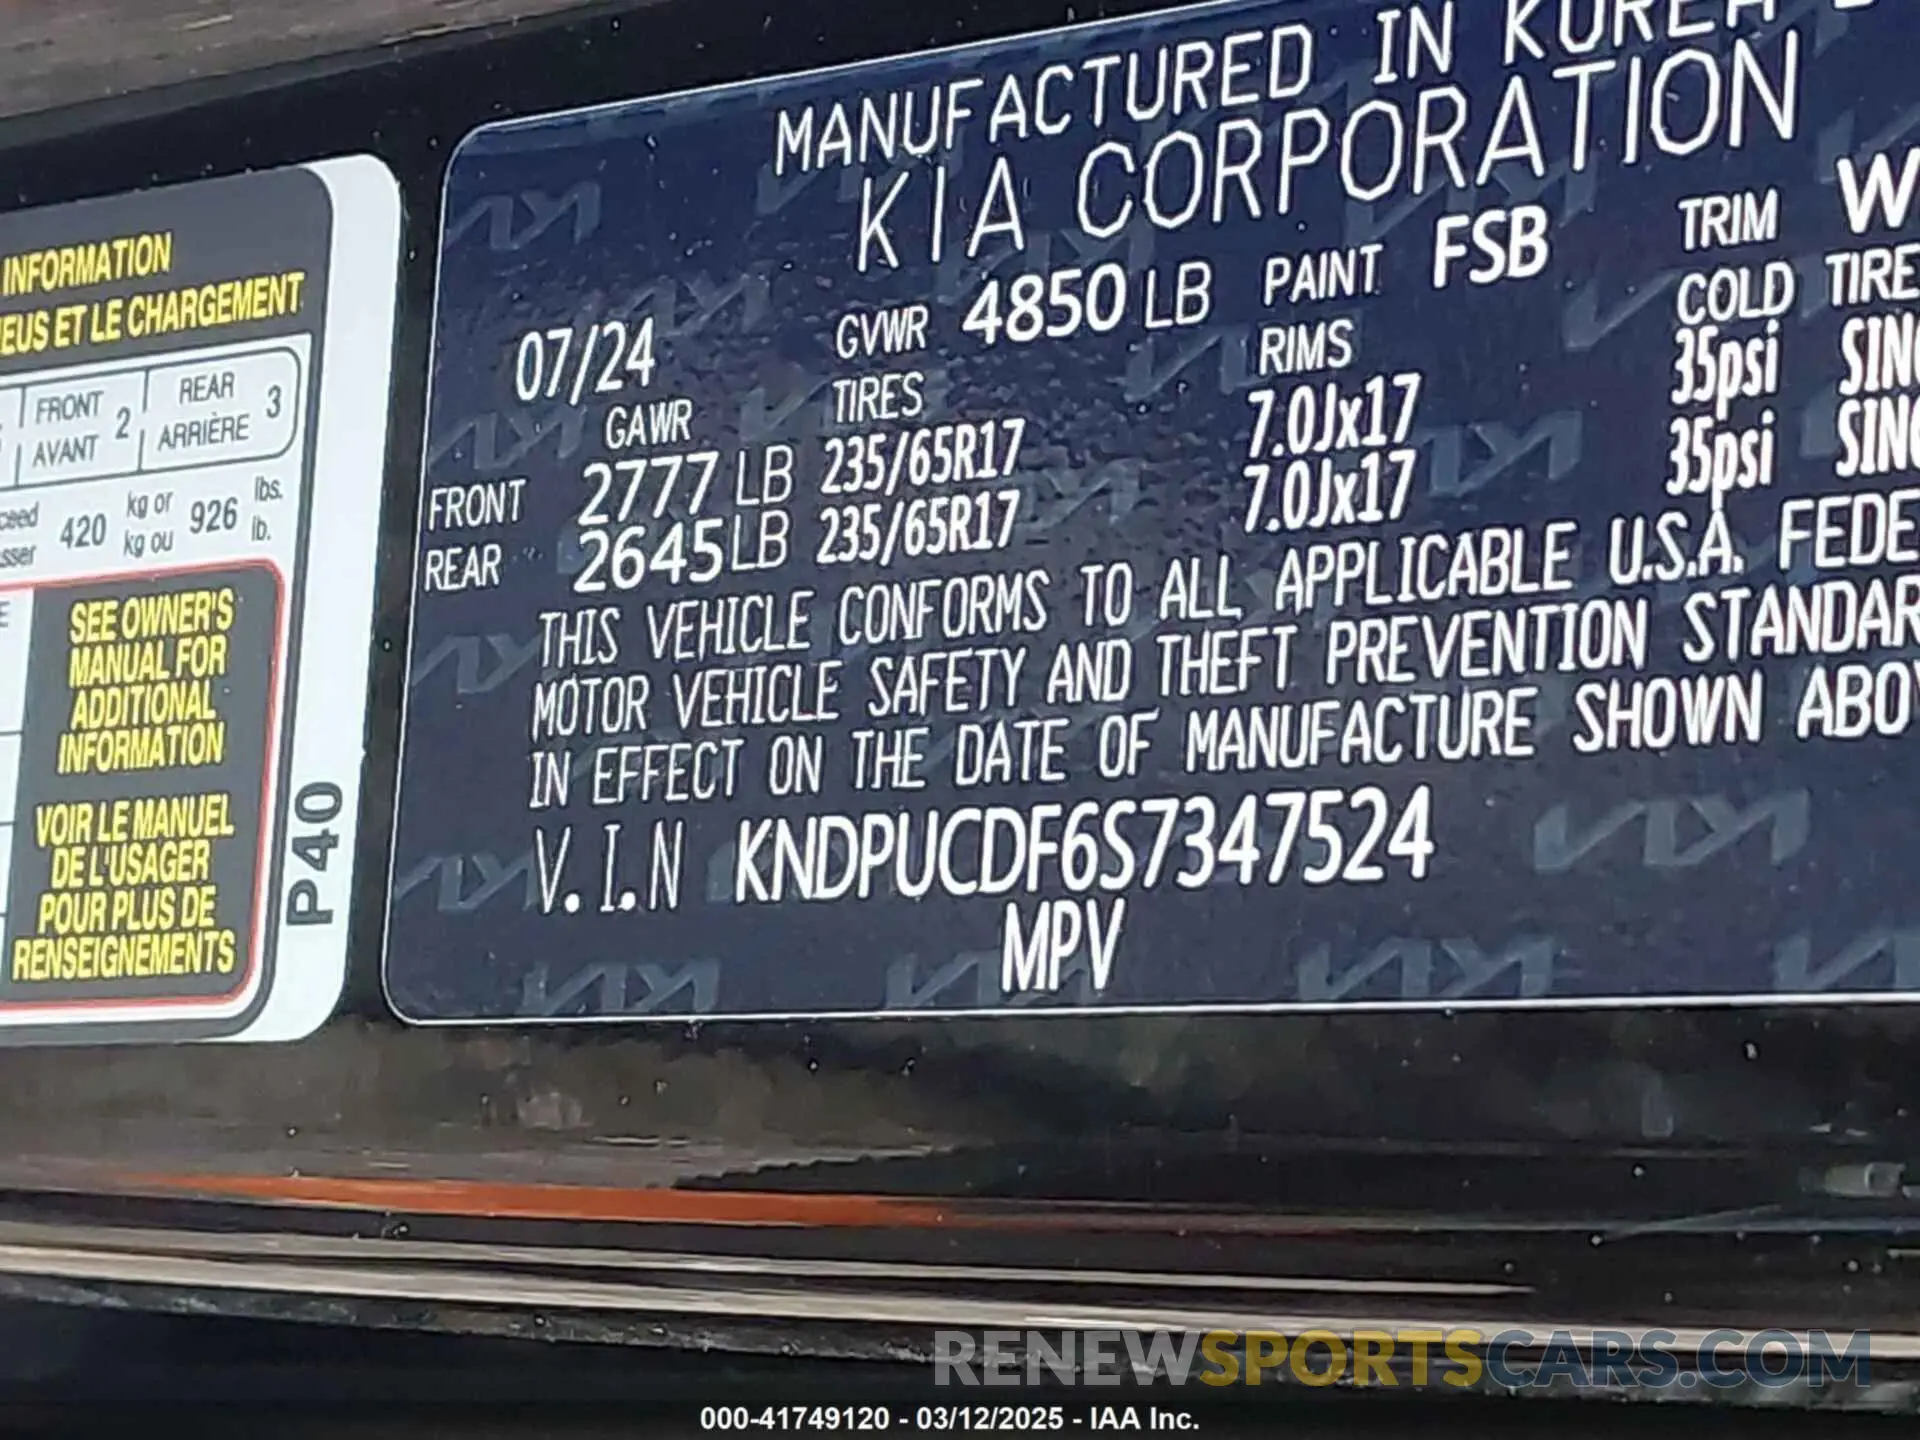 INFORMATION
ET LE CHARGEMENT
FRONT 2 REAR 3
AVANT ARRIÈRE
420 kg or 926 lbs.
kg ou lb.
SEE OWNER'S
MANUAL FOR
ADDITIONAL
INFORMATION
VOIR LE MANUEL
DE L'USAGER
POUR PLUS DE
RENSEIGNEMENTS
P40
MANUFACTURED IN KOREA
KIA CORPORATION
07/24 GVWR 4850 LB PAINT FSB TRIM
GAWR TIRES RIMS COLD
FRONT 2777 LB 235/65R17 7.0Jx17 35psi
REAR 2645 LB 235/65R17 7.0Jx17 35psi
THIS VEHICLE CONFORMS TO ALL APPLICABLE U.S.A.
MOTOR VEHICLE SAFETY AND THEFT PREVENTION
IN EFFECT ON THE DATE OF MANUFACTURE SHOWN
V.I.N KNDPUCDF6S7347524
MPV
RENEWSPORTSCARS.COM
000-41749120 - 03/12/2025 - IAA Inc.